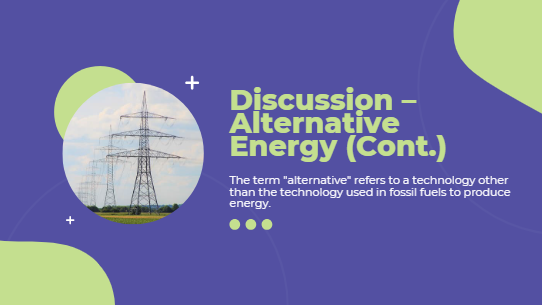 Discussion –
Alternative
Energy (Cont.)
The term "alternative" refers to a technology other
than the technology used in fossil fuels to produce
energy.